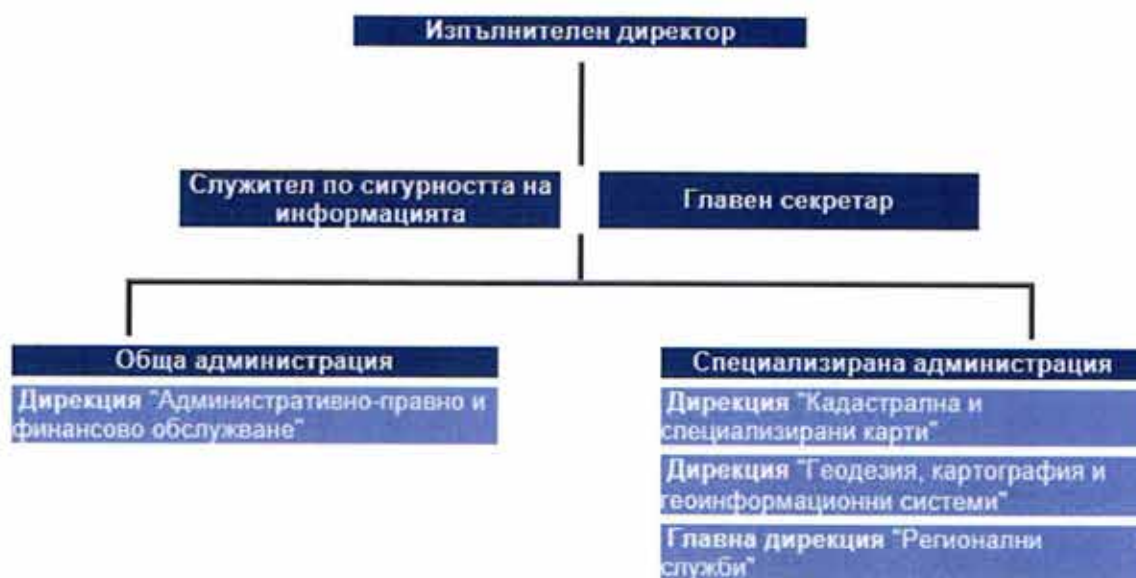 Изпълнителен директор
Служител по сигурността на
информацията
Главен секретар
Обща администрация
Дирекция "Административно-правно и
финансово обслужване"
Специализирана администрация
Дирекция "Кадастрална и
специализирани карти"
Дирекция "Геодезия, картография и
геоинформационни системи"
Главна дирекция "Регионални
служби"